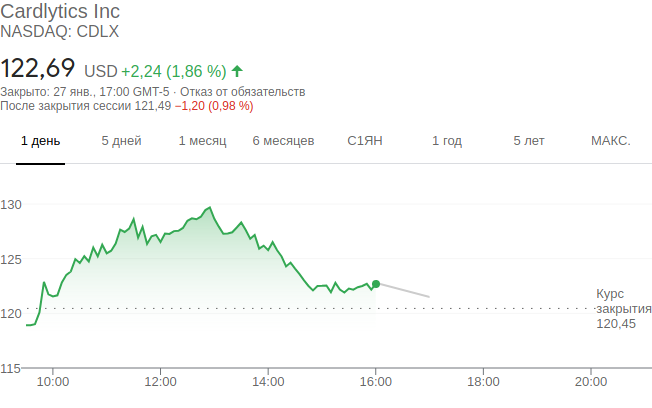 Cardlytics Inc
NASDAQ: CDLX
122,69 USD +2,24 (1,86 %)
Закрыто: 27 янв., 17:00 GMT-5 · Отказ от обязательств
После закрытия сессии 121,49 −1,20 (0,98 %)
1 день 5 дней 1 месяц 6 месяцев С1ЯН 1 год 5 лет МАКС.
130
125
120
115
Курс
закрытия
120,45
10:00 12:00 14:00 16:00 18:00 20:00